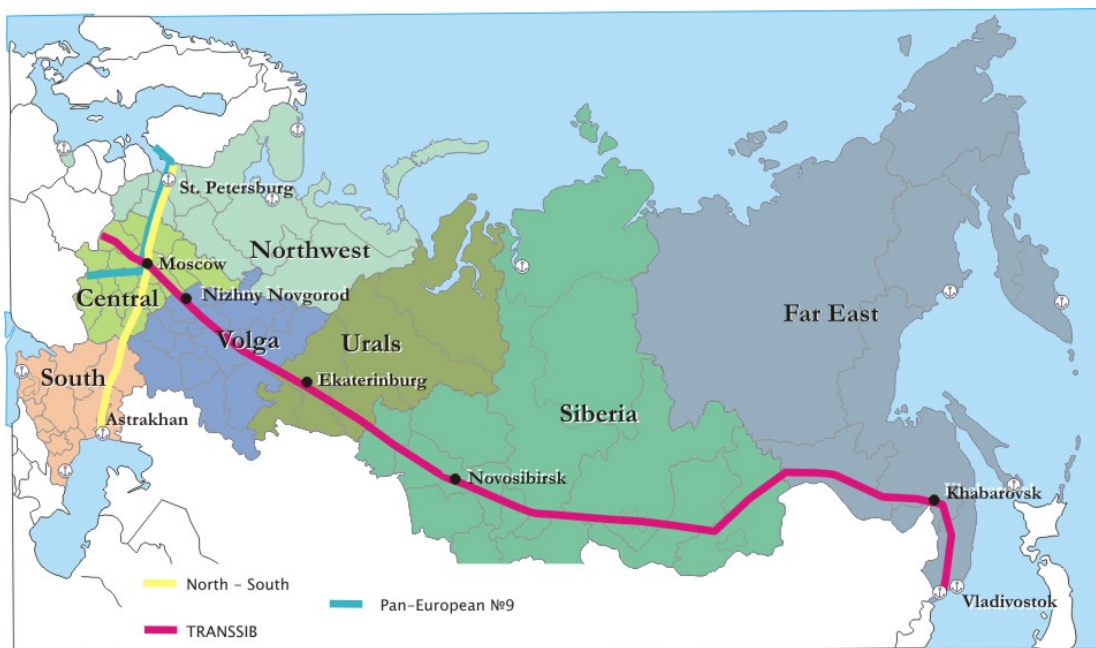 St. Petersburg
Northwest
Moscow
Central
Nizhny Novgorod
Volga
Urals
Far East
South
Ekaterinburg
Astrakhan
Siberia
Novosibirsk
Khabarovsk
Vladivostok
North - South
Pan-European №9
TRANSSIB